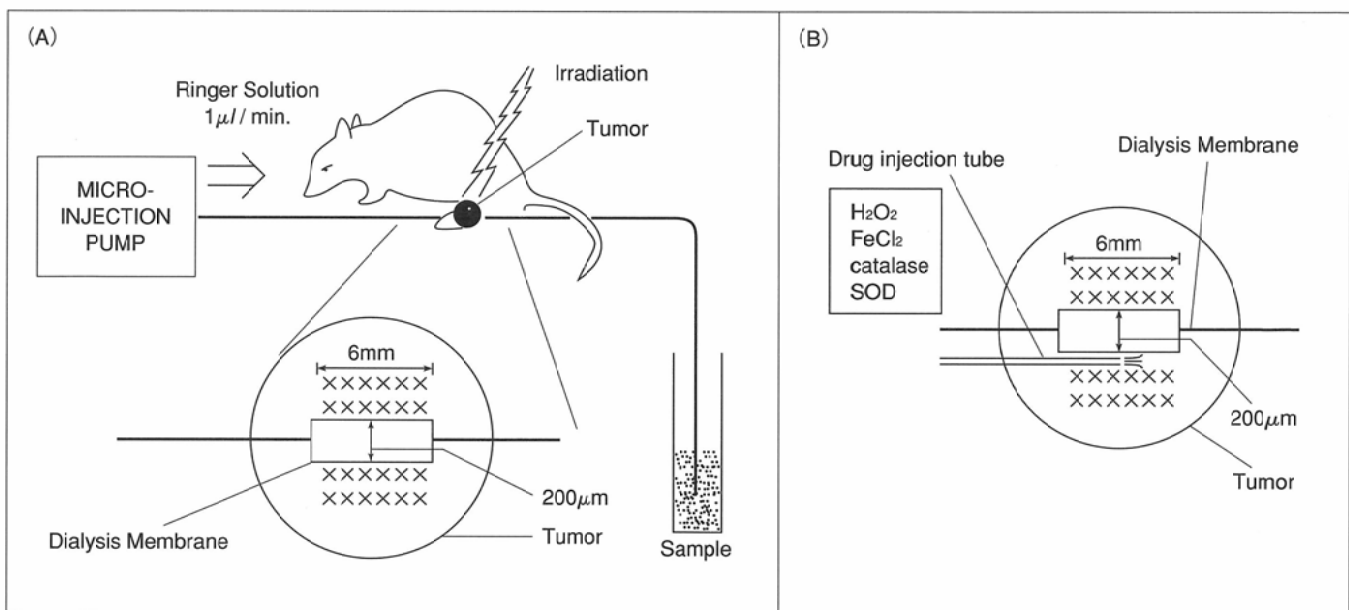 (A)
Ringer Solution
1μl / min.
Irradiation
Tumor
MICRO-
INJECTION
PUMP
6mm
××××××
××××××
××××××
××××××
200μm
Dialysis Membrane
Tumor
Sample
(B)
Drug injection tube
Dialysis Membrane
H₂O₂
FeCl₂
catalase
SOD
6mm
××××××
××××××
××××××
××××××
200μm
Tumor